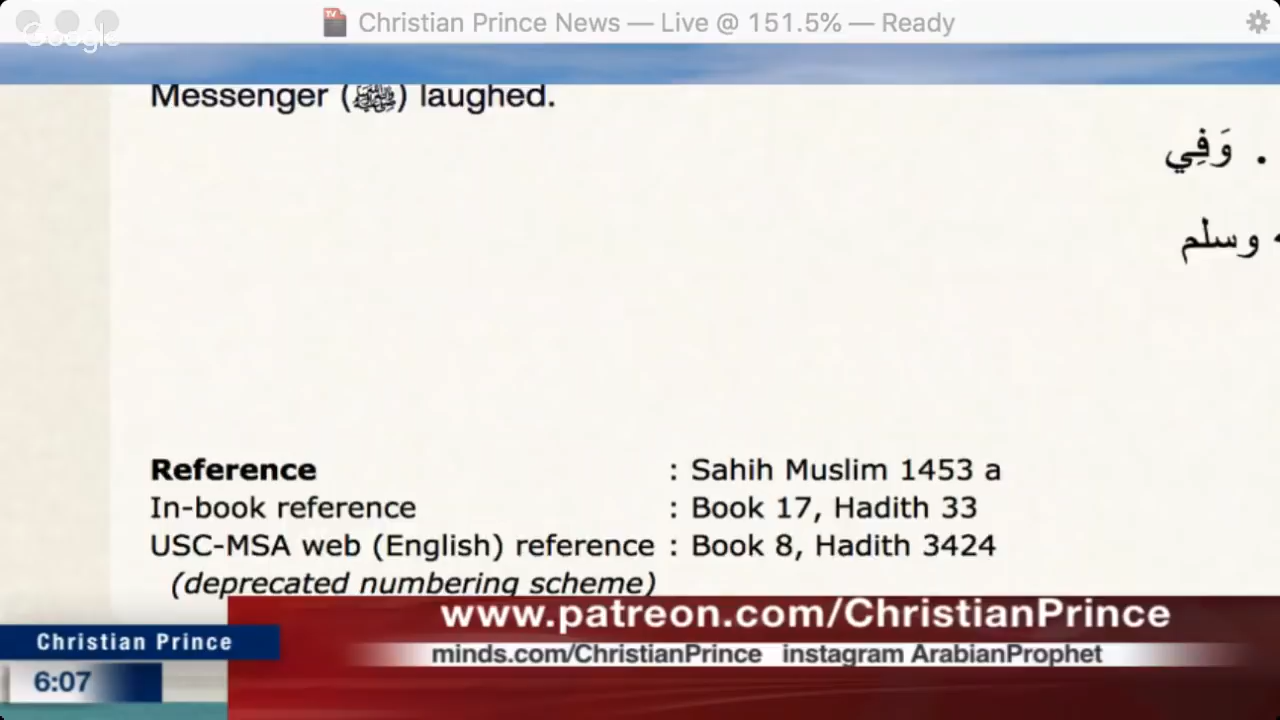 Christian Prince News — Live @ 151.5% — Ready
Google
Messenger (ﷺ) laughed.
. وَفِي
وسلم
Reference : Sahih Muslim 1453 a
In-book reference : Book 17, Hadith 33
USC-MSA web (English) reference : Book 8, Hadith 3424
(deprecated numbering scheme)
www.patreon.com/ChristianPrince
Christian Prince
minds.com/ChristianPrince instagram ArabianProphet
6:07